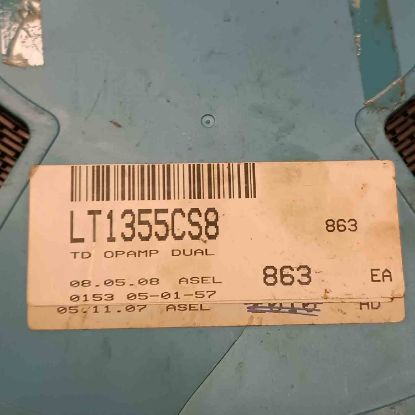 LT1355CS8 863
TD OPAMP DUAL
08.05.08 ASEL 863 EA
0153 05-01-57
05.11.07 ASEL